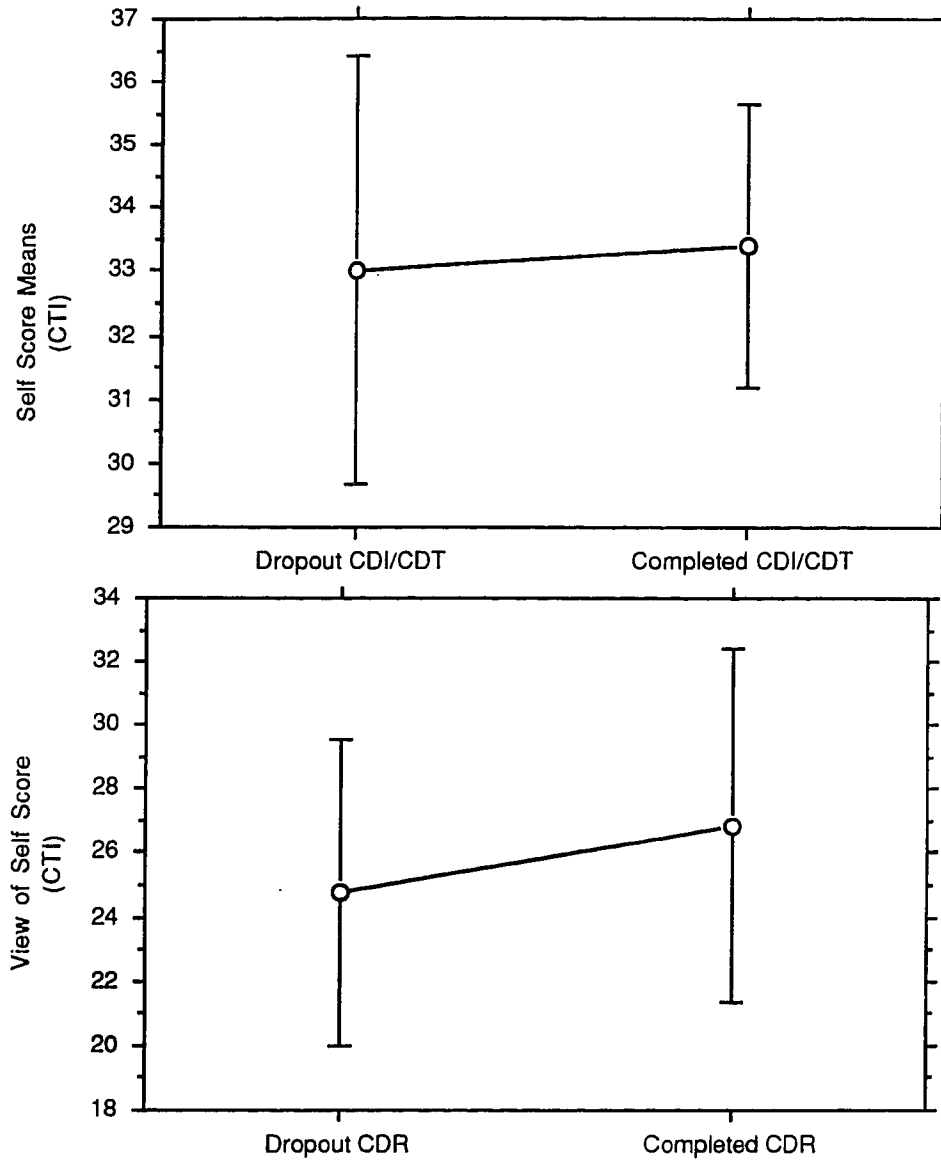 37
36
35
34
33
32
31
30
29
Self Score Means
(CTI)
Dropout CDI/CDT
Completed CDI/CDT
34
32
30
28
26
24
22
20
18
View of Self Score
(CTI)
Dropout CDR
Completed CDR